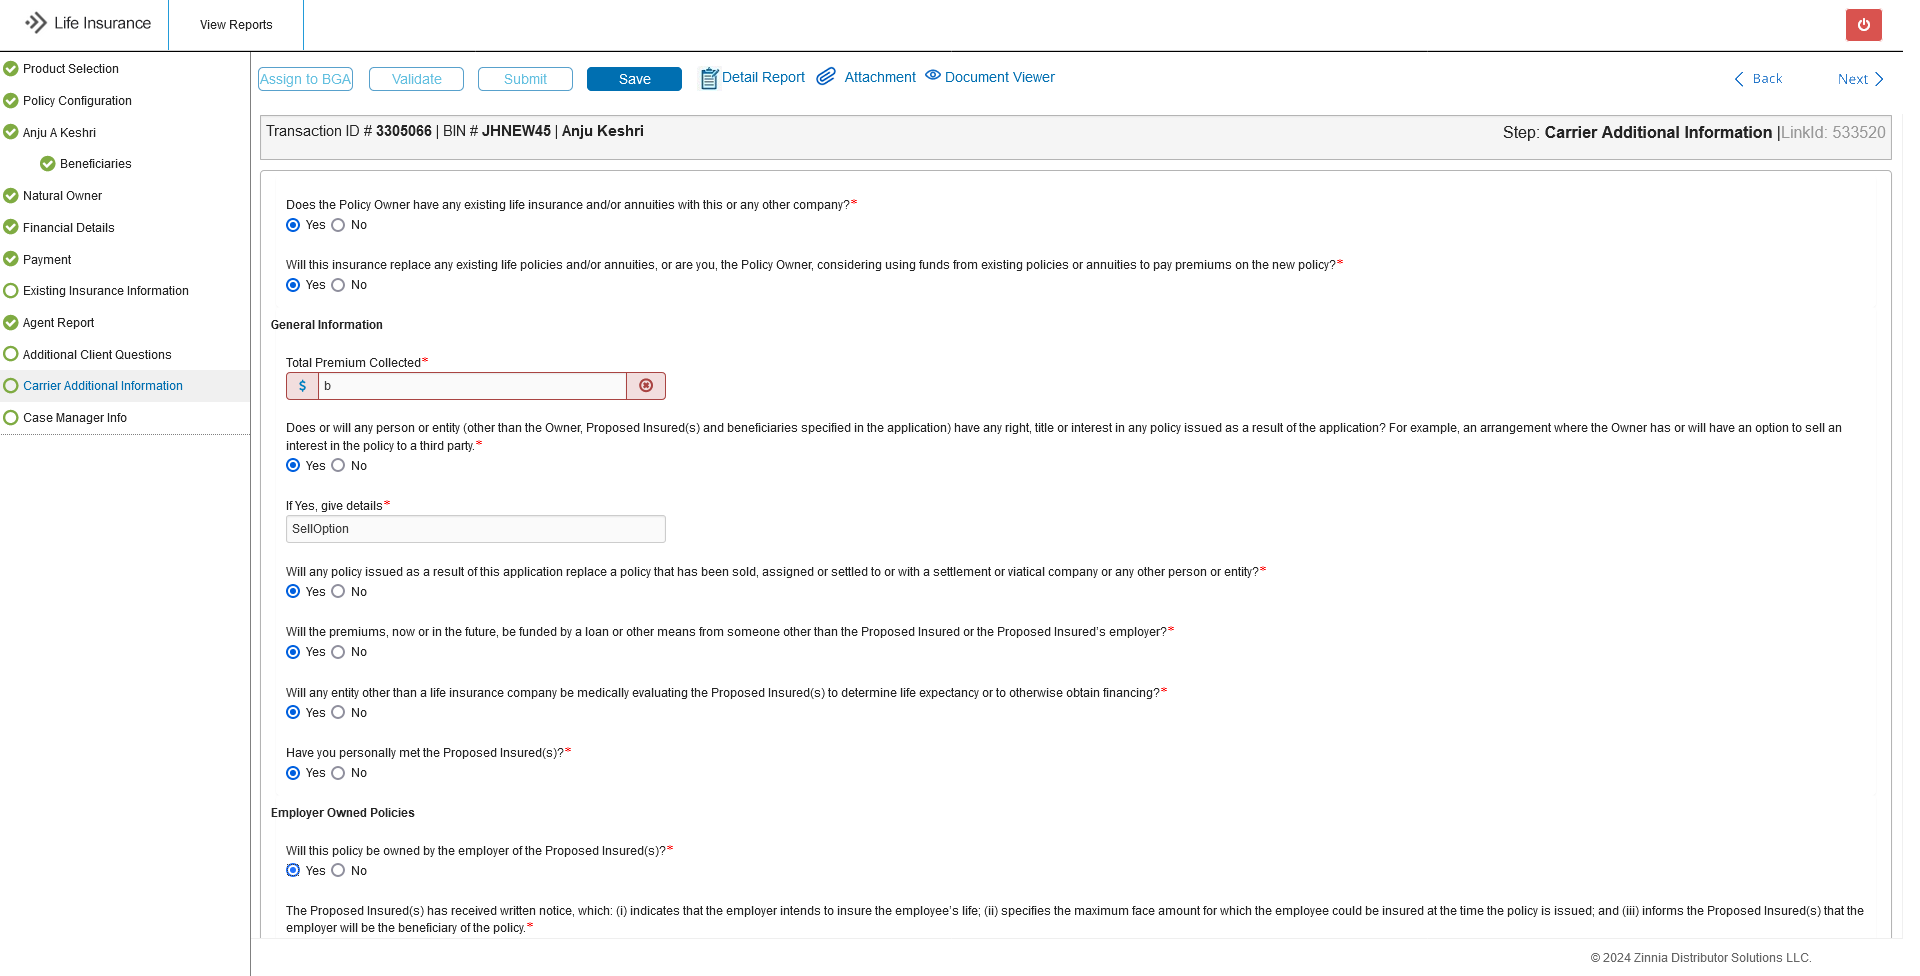 Life Insurance
View Reports
Product Selection
Policy Configuration
Anju A Keshri
Beneficiaries
Natural Owner
Financial Details
Payment
Existing Insurance Information
Agent Report
Additional Client Questions
Carrier Additional Information
Case Manager Info
Assign to BGA
Validate
Submit
Save
Detail Report
Attachment
Document Viewer
Back
Next
Transaction ID # 3305066 | BIN # JHNEW45 | Anju Keshri
Step: Carrier Additional Information |LinkId: 533520
Does the Policy Owner have any existing life insurance and/or annuities with this or any other company?*
Yes No
Will this insurance replace any existing life policies and/or annuities, or are you, the Policy Owner, considering using funds from existing policies or annuities to pay premiums on the new policy?*
Yes No
General Information
Total Premium Collected*
$ b
Does or will any person or entity (other than the Owner, Proposed Insured(s) and beneficiaries specified in the application) have any right, title or interest in any policy issued as a result of the application? For example, an arrangement where the Owner has or will have an option to sell an
interest in the policy to a third party.*
Yes No
If Yes, give details*
SellOption
Will any policy issued as a result of this application replace a policy that has been sold, assigned or settled to or with a settlement or viatical company or any other person or entity?*
Yes No
Will the premiums, now or in the future, be funded by a loan or other means from someone other than the Proposed Insured or the Proposed Insured's employer?*
Yes No
Will any entity other than a life insurance company be medically evaluating the Proposed Insured(s) to determine life expectancy or to otherwise obtain financing?*
Yes No
Have you personally met the Proposed Insured(s)?*
Yes No
Employer Owned Policies
Will this policy be owned by the employer of the Proposed Insured(s)?*
Yes No
The Proposed Insured(s) has received written notice, which: (i) indicates that the employer intends to insure the employee's life; (ii) specifies the maximum face amount for which the employee could be insured at the time the policy is issued; and (iii) informs the Proposed Insured(s) that the
employer will be the beneficiary of the policy.*
© 2024 Zinnia Distributor Solutions LLC.